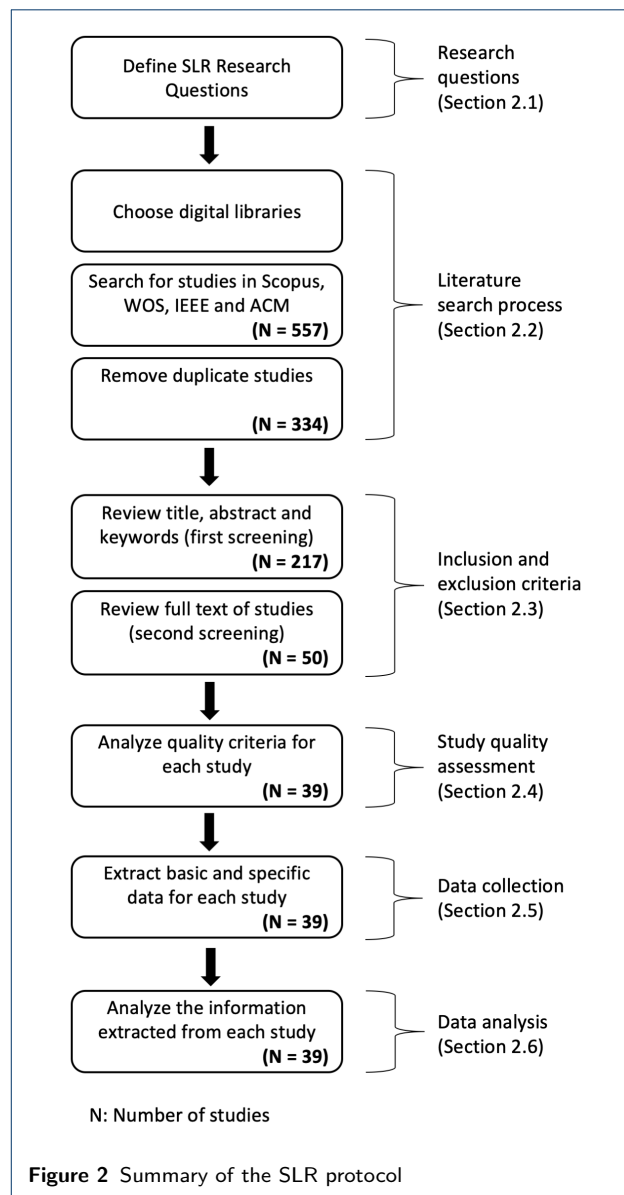 Define SLR Research
Questions
Research
questions
(Section 2.1)
Choose digital libraries
Search for studies in Scopus,
WOS, IEEE and ACM
(N = 557)
Remove duplicate studies
(N = 334)
Literature
search process
(Section 2.2)
Review title, abstract and
keywords (first screening)
(N = 217)
Review full text of studies
(second screening)
(N = 50)
Inclusion and
exclusion criteria
(Section 2.3)
Analyze quality criteria for
each study
(N = 39)
Study quality
assessment
(Section 2.4)
Extract basic and specific
data for each study
(N = 39)
Data collection
(Section 2.5)
Analyze the information
extracted from each study
(N = 39)
Data analysis
(Section 2.6)
N: Number of studies
Figure 2 Summary of the SLR protocol